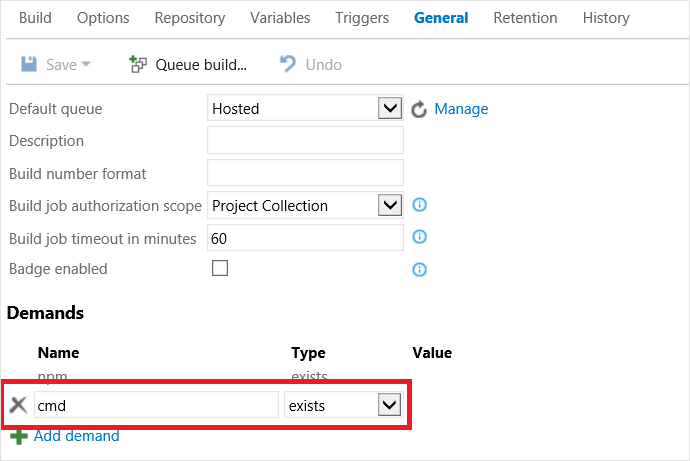 Build Options Repository Variables Triggers General Retention History
Save Queue build... Undo
Default queue Hosted Manage
Description
Build number format
Build job authorization scope Project Collection
Build job timeout in minutes 60
Badge enabled
Demands
Name Type Value
npm exists
cmd exists
Add demand